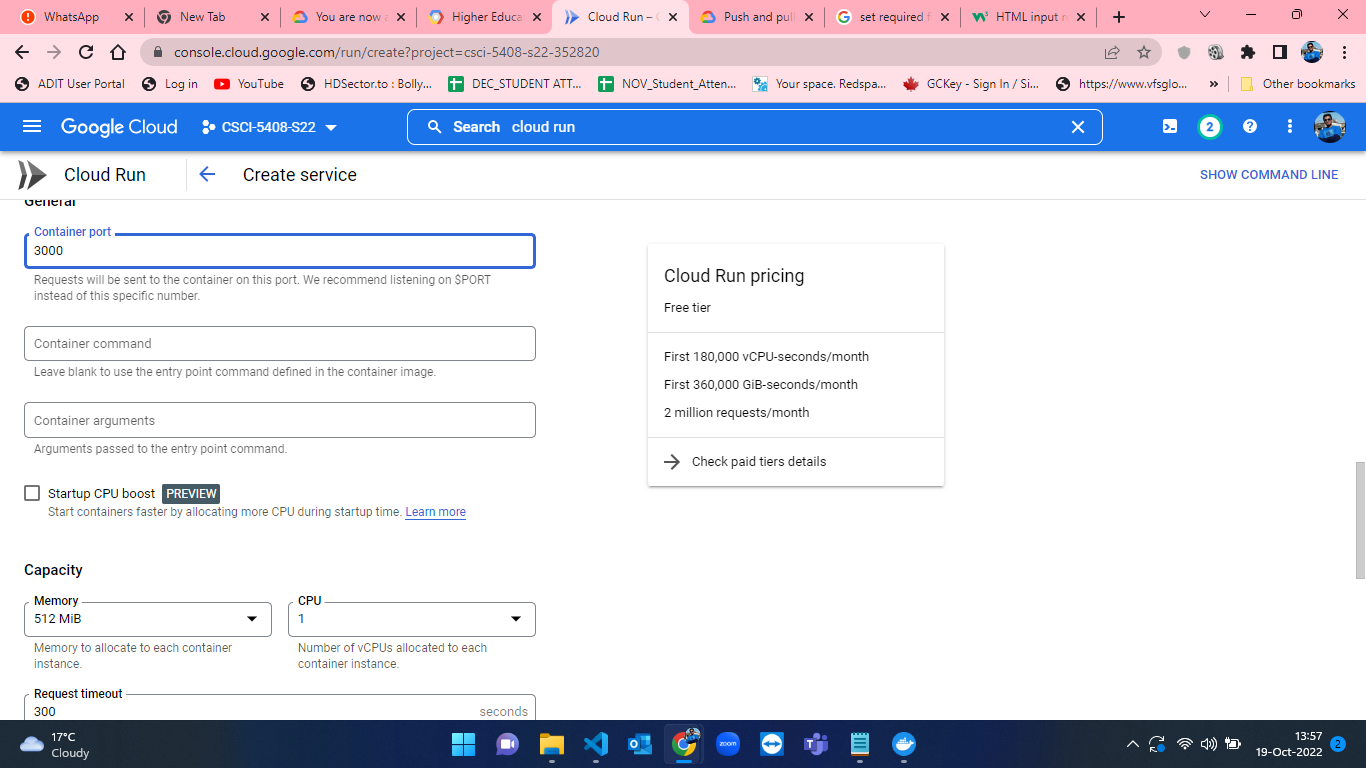 WhatsApp
New Tab
You are now a
Higher Educa
Cloud Run – C
Push and pull
set required f
HTML input re
console.cloud.google.com/run/create?project=csci-5408-s22-352820
ADIT User Portal
Log in
YouTube
HDSector.to : Bolly...
DEC_STUDENT ATT...
NOV_Student_Atten...
Your space. Redspa...
GCKey - Sign In / Si...
https://www.vfsglo...
»
Other bookmarks
Google Cloud
CSCI-5408-S22
Search cloud run
2
Cloud Run
Create service
SHOW COMMAND LINE
General
Container port
3000
Requests will be sent to the container on this port. We recommend listening on $PORT
instead of this specific number.
Container command
Leave blank to use the entry point command defined in the container image.
Container arguments
Arguments passed to the entry point command.
Startup CPU boost PREVIEW
Start containers faster by allocating more CPU during startup time. Learn more
Capacity
Memory
512 MiB
Memory to allocate to each container
instance.
CPU
1
Number of vCPUs allocated to each
container instance.
Request timeout
300
seconds
Cloud Run pricing
Free tier
First 180,000 vCPU-seconds/month
First 360,000 GiB-seconds/month
2 million requests/month
Check paid tiers details
17°C
Cloudy
zoom
13:57
19-Oct-2022
2